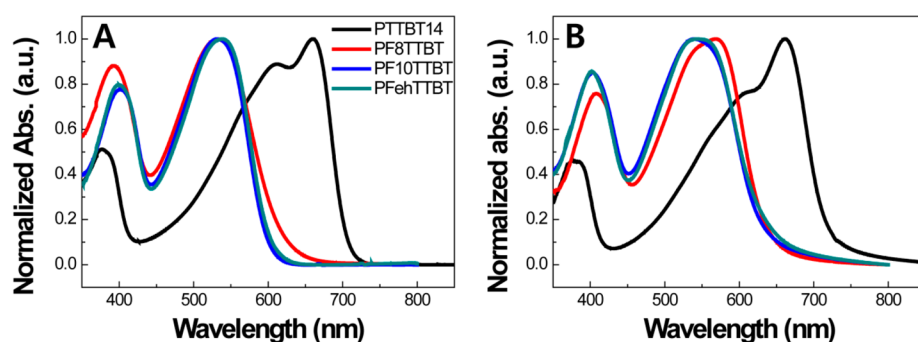 A
B
PTTBT14
PF8TTBT
PF10TTBT
PFehTTBT
Normalized Abs. (a.u.)
1.0
0.8
0.6
0.4
0.2
0.0
400 500 600 700 800
Wavelength (nm)
Normalized abs. (a.u.)
1.0
0.8
0.6
0.4
0.2
0.0
400 500 600 700 800
Wavelength (nm)